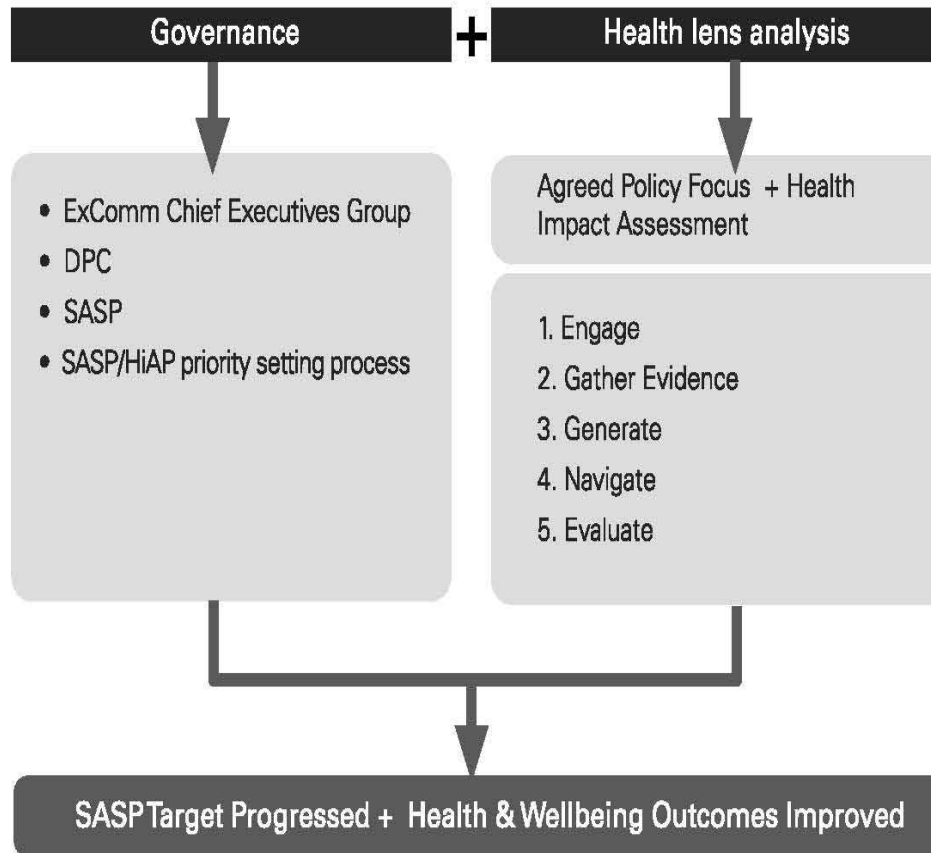 Governance
+
Health lens analysis
• ExComm Chief Executives Group
• DPC
• SASP
• SASP/HiAP priority setting process
Agreed Policy Focus + Health
Impact Assessment
1. Engage
2. Gather Evidence
3. Generate
4. Navigate
5. Evaluate
SASP Target Progressed + Health & Wellbeing Outcomes Improved